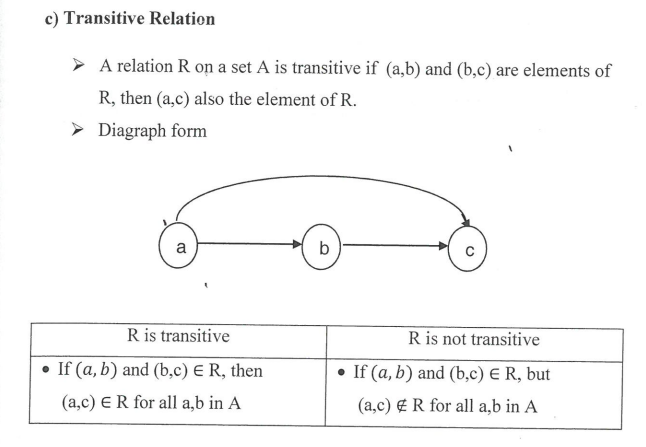 c) Transitive Relation
➢ A relation R on a set A is transitive if (a,b) and (b,c) are elements of
R, then (a,c) also the element of R.
➢ Diagraph form
a b c
R is transitive
R is not transitive
• If (a, b) and (b,c) ∈ R, then
(a,c) ∈ R for all a,b in A
• If (a, b) and (b,c) ∈ R, but
(a,c) ∉ R for all a,b in A